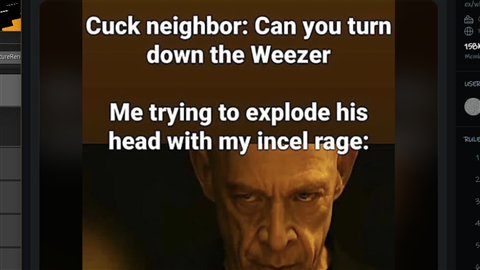 Cuck neighbor: Can you turn
down the Weezer
Me trying to explode his
head with my incel rage: